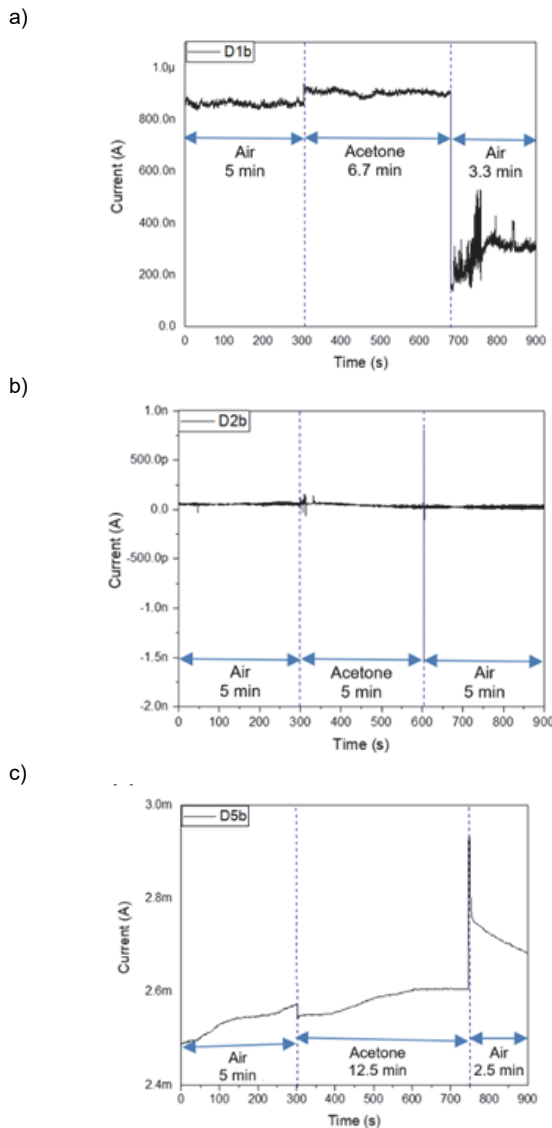 a)
D1b
1.0µ
800.0n
600.0n
400.0n
200.0n
0.0
Current (A)
Air
5 min
Acetone
6.7 min
Air
3.3 min
0 100 200 300 400 500 600 700 800 900
Time (s)
b)
D2b
1.0n
500.0p
0.0
-500.0p
-1.0n
-1.5n
-2.0n
Current (A)
Air
5 min
Acetone
5 min
Air
5 min
0 100 200 300 400 500 600 700 800 900
Time (s)
c)
D5b
3.0m
2.8m
2.6m
2.4m
Current (A)
Air
5 min
Acetone
12.5 min
Air
2.5 min
0 100 200 300 400 500 600 700 800 900
Time (s)